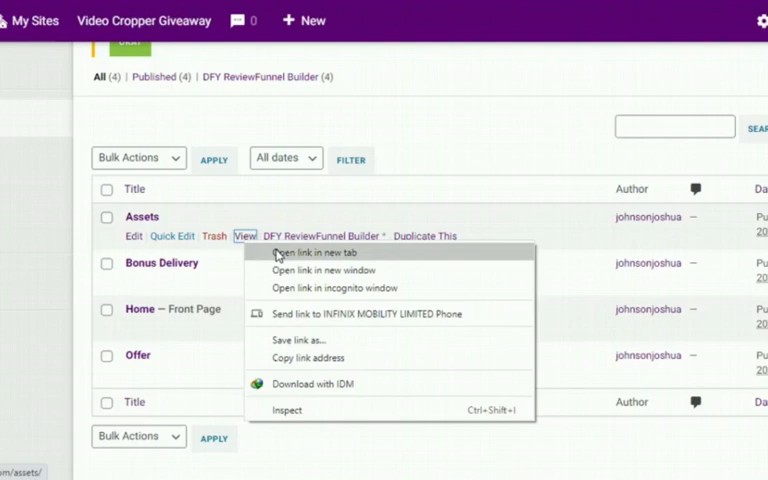 My Sites Video Cropper Giveaway 0 New
All (4) | Published (4) | DFY ReviewFunnel Builder (4)
Bulk Actions APPLY All dates FILTER
Title Author
Assets johnsonjoshua —
Edit Quick Edit Trash View DFY ReviewFunnel Builder * Duplicate This
Open link in new tab
Bonus Delivery johnsonjoshua —
Open link in new window
Open link in incognito window
Home — Front Page johnsonjoshua —
Send link to INFINIX MOBILITY LIMITED Phone
Save link as...
Offer johnsonjoshua —
Copy link address
Download with IDM
Title Author
Inspect Ctrl+Shift+I
Bulk Actions APPLY
om/assets/